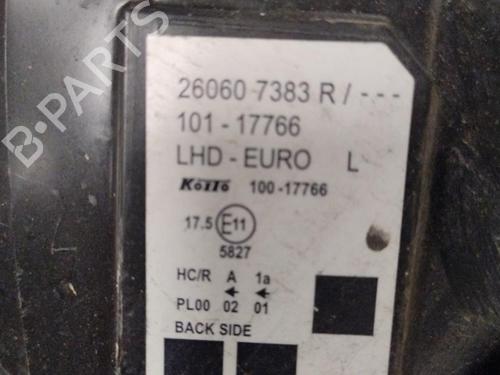 26060 7383 R / ---
101 - 17766
LHD - EURO L
Koito 100 -17766
17.5 E11
5827
HC/R A 1a
← ←
PL00 02 01
BACK SIDE
B-Parts